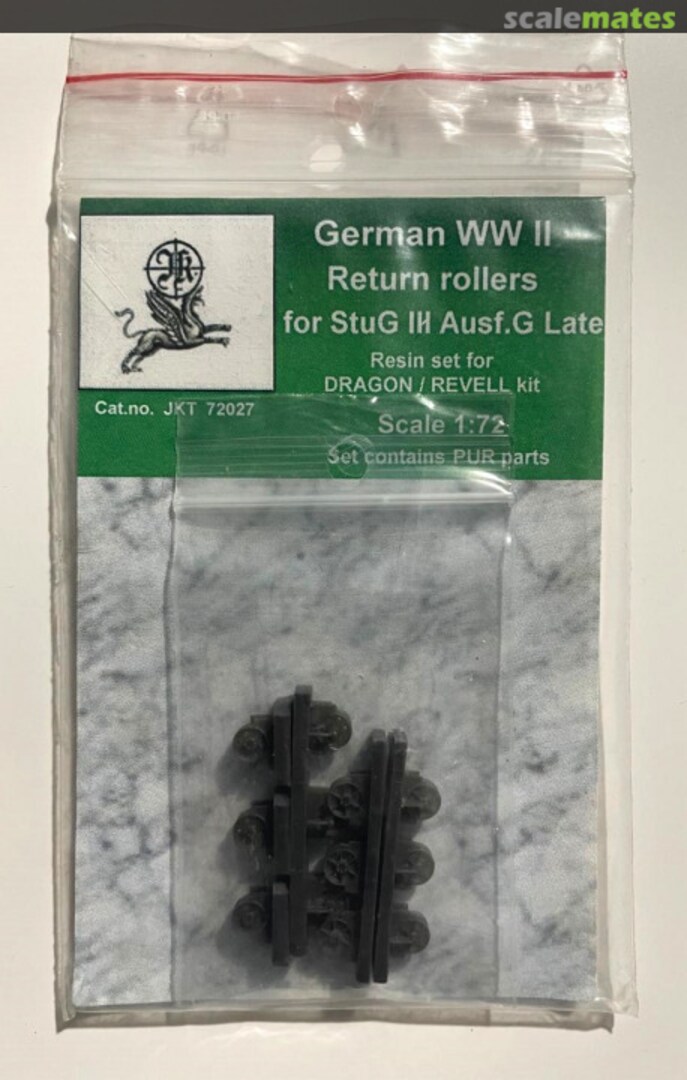 scalemates
German WW II
Return rollers
for StuG III Ausf.G Late
Resin set for
DRAGON / REVELL kit
Cat.no. JKT 72027
Scale 1:72
Set contains PUR parts